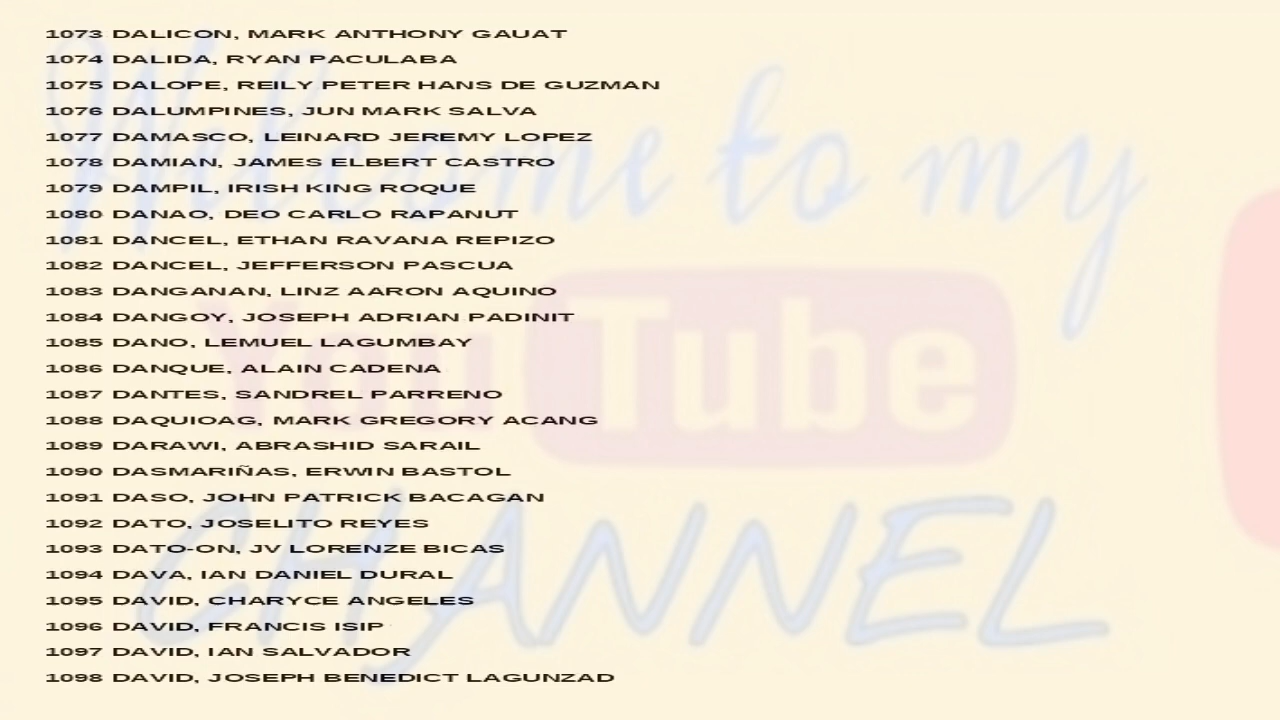 1073 DALICON, MARK ANTHONY GAUAT
1074 DALIDA, RYAN PACULABA
1075 DALOPE, REILY PETER HANS DE GUZMAN
1076 DALUMPINES, JUN MARK SALVA
1077 DAMASCO, LEINARD JEREMY LOPEZ
1078 DAMIAN, JAMES ELBERT CASTRO
1079 DAMPIL, IRISH KING ROQUE
1080 DANAO, DEO CARLO RAPANUT
1081 DANCEL, ETHAN RAVANA REPIZO
1082 DANCEL, JEFFERSON PASCUA
1083 DANGANAN, LINZ AARON AQUINO
1084 DANGOY, JOSEPH ADRIAN PADINIT
1085 DANO, LEMUEL LAGUMBAY
1086 DANQUE, ALAIN CADENA
1087 DANTES, SANDREL PARRENO
1088 DAQUIOAG, MARK GREGORY ACANG
1089 DARAWI, ABRASHID SARAIL
1090 DASMARIÑAS, ERWIN BASTOL
1091 DASO, JOHN PATRICK BACAGAN
1092 DATO, JOSELITO REYES
1093 DATO-ON, JV LORENZE BICAS
1094 DAVA, IAN DANIEL DURAL
1095 DAVID, CHARYCE ANGELES
1096 DAVID, FRANCIS ISIP
1097 DAVID, IAN SALVADOR
1098 DAVID, JOSEPH BENEDICT LAGUNZAD
Welcome to my
YouTube
CHANNEL